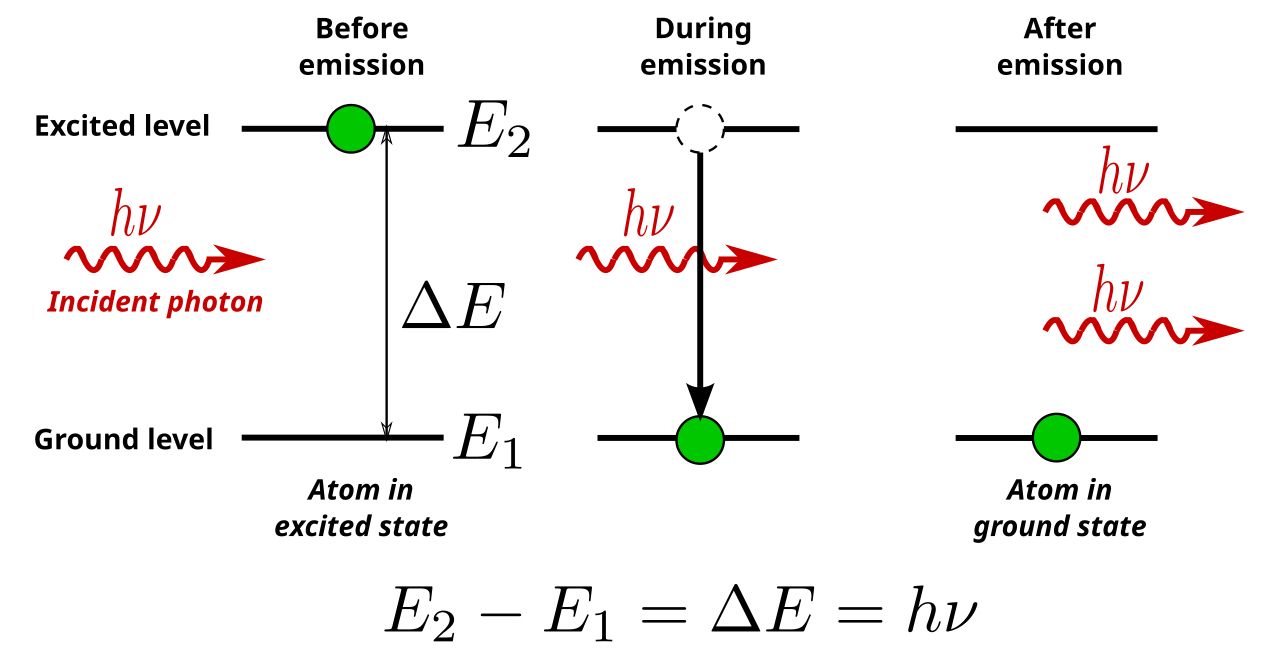 Before
emission
During
emission
After
emission
Excited level
E₂
hν
Incident photon
ΔE
hν
hν
hν
Ground level
E₁
Atom in
excited state
Atom in
ground state
E₂ − E₁ = ΔE = hν